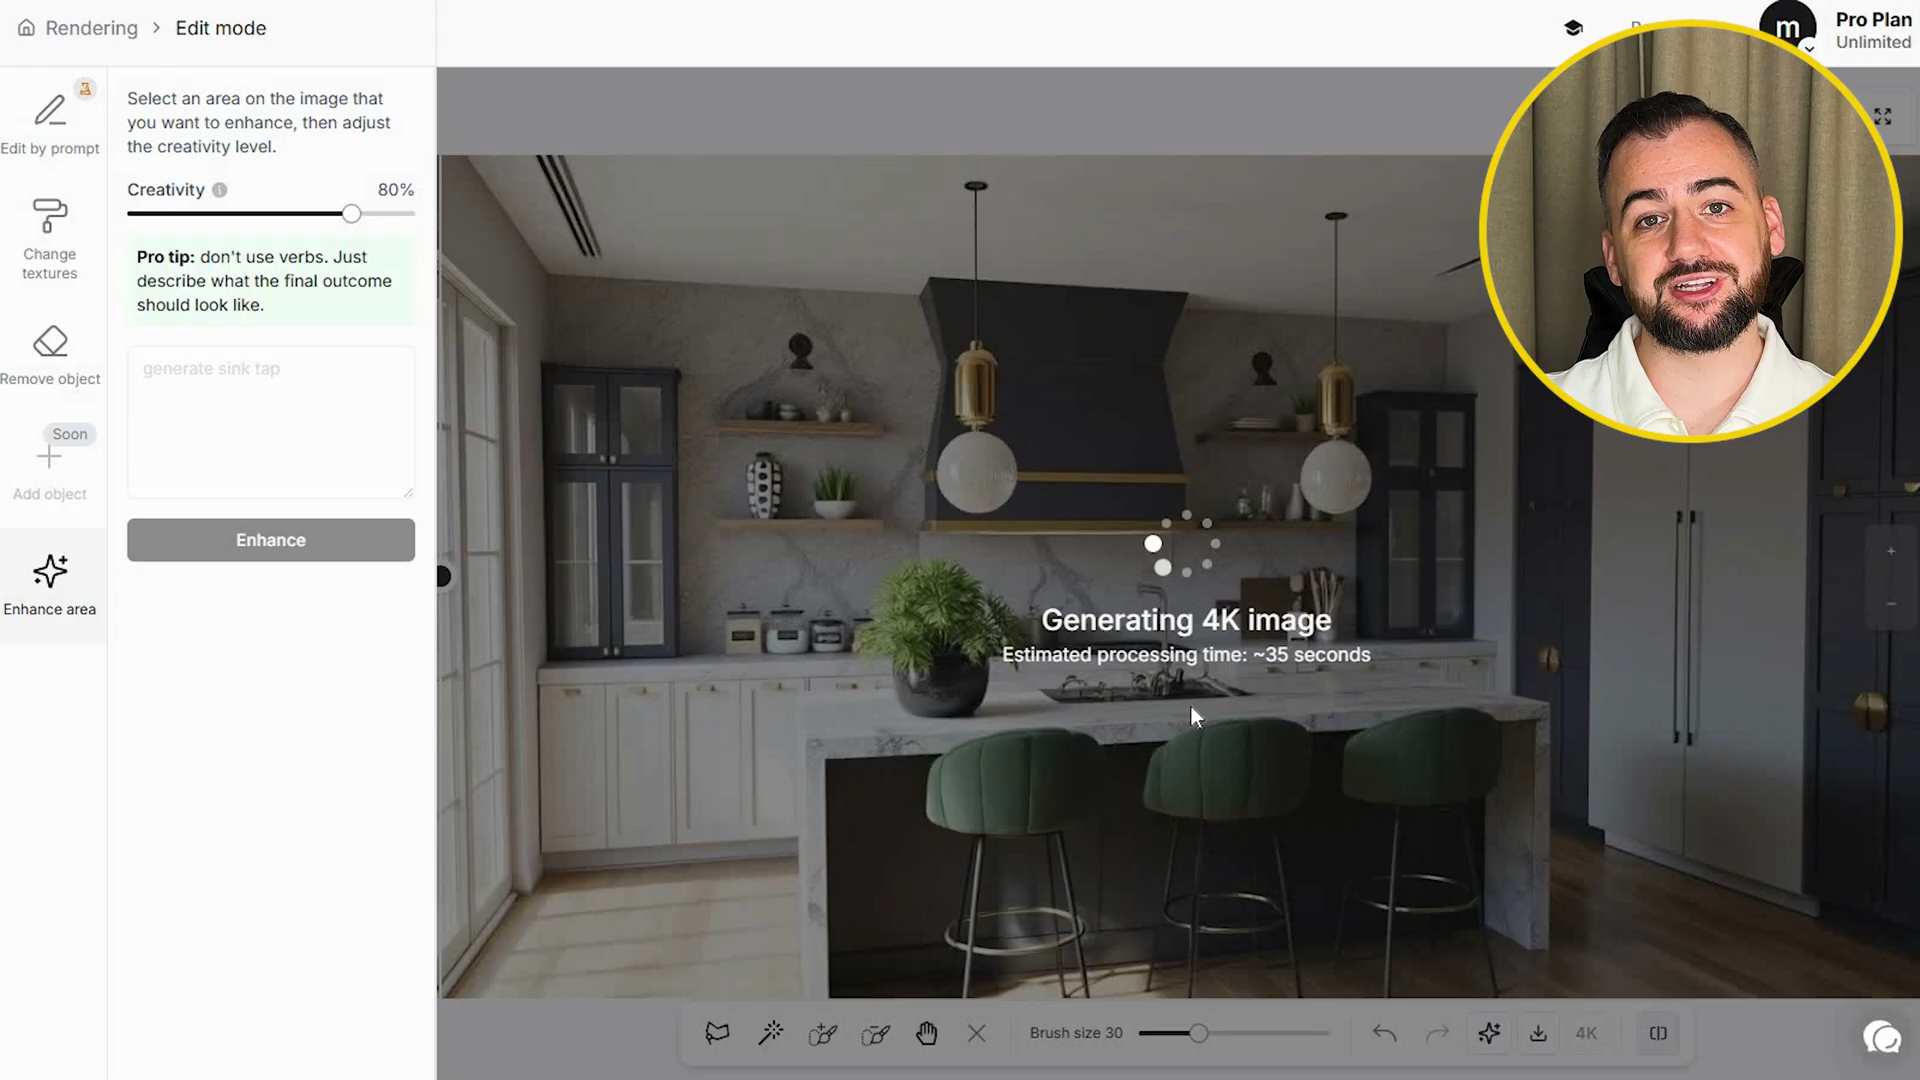 Rendering > Edit mode
Pro Plan
Unlimited
m
Edit by prompt
Change
textures
Remove object
Soon
Add object
Enhance area
Select an area on the image that
you want to enhance, then adjust
the creativity level.
Creativity
80%
Pro tip: don't use verbs. Just
describe what the final outcome
should look like.
generate sink tap
Enhance
Generating 4K image
Estimated processing time: ~35 seconds
Brush size 30
4K